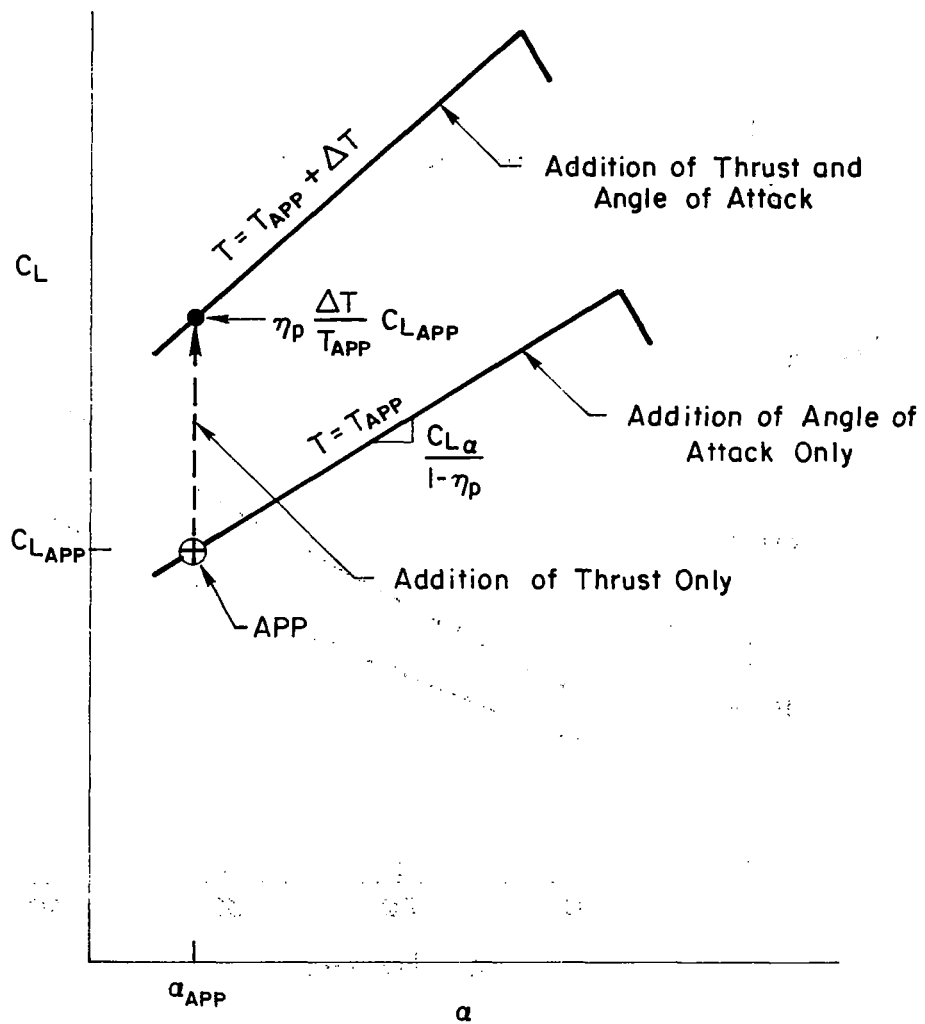 T = T_APP + ΔT
Addition of Thrust and
Angle of Attack
C_L
η_p ΔT/T_APP C_L_APP
T = T_APP
C_Lα/1-η_p
Addition of Angle of
Attack Only
C_L_APP
Addition of Thrust Only
APP
α_APP
α